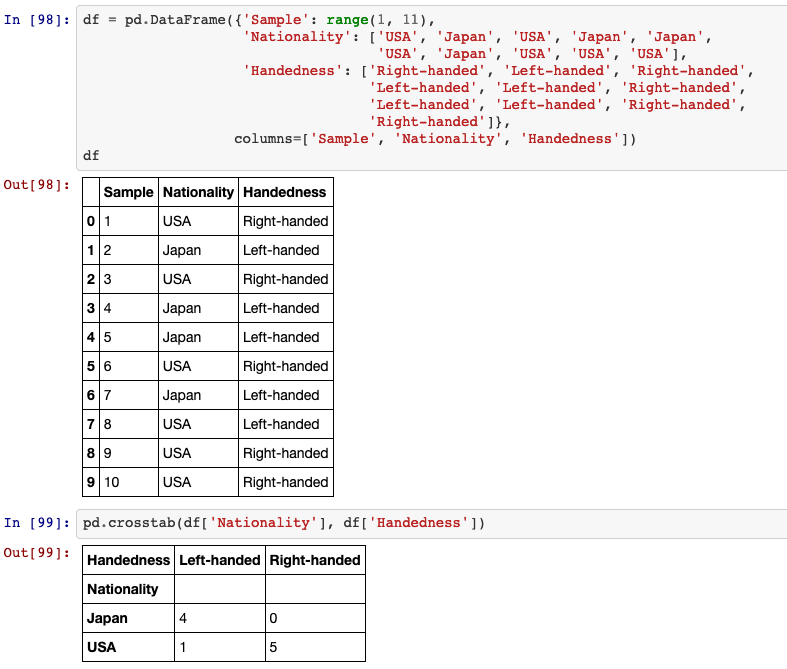 In [98]: df = pd.DataFrame({'Sample': range(1, 11),
'Nationality': ['USA', 'Japan', 'USA', 'Japan', 'Japan',
'USA', 'Japan', 'USA', 'USA', 'USA'],
'Handedness': ['Right-handed', 'Left-handed', 'Right-handed',
'Left-handed', 'Left-handed', 'Right-handed',
'Left-handed', 'Left-handed', 'Right-handed',
'Right-handed']},
columns=['Sample', 'Nationality', 'Handedness'])
df
Out[98]:
Sample Nationality Handedness
0 1 USA Right-handed
1 2 Japan Left-handed
2 3 USA Right-handed
3 4 Japan Left-handed
4 5 Japan Left-handed
5 6 USA Right-handed
6 7 Japan Left-handed
7 8 USA Left-handed
8 9 USA Right-handed
9 10 USA Right-handed
In [99]: pd.crosstab(df['Nationality'], df['Handedness'])
Out[99]:
Handedness Left-handed Right-handed
Nationality
Japan 4 0
USA 1 5